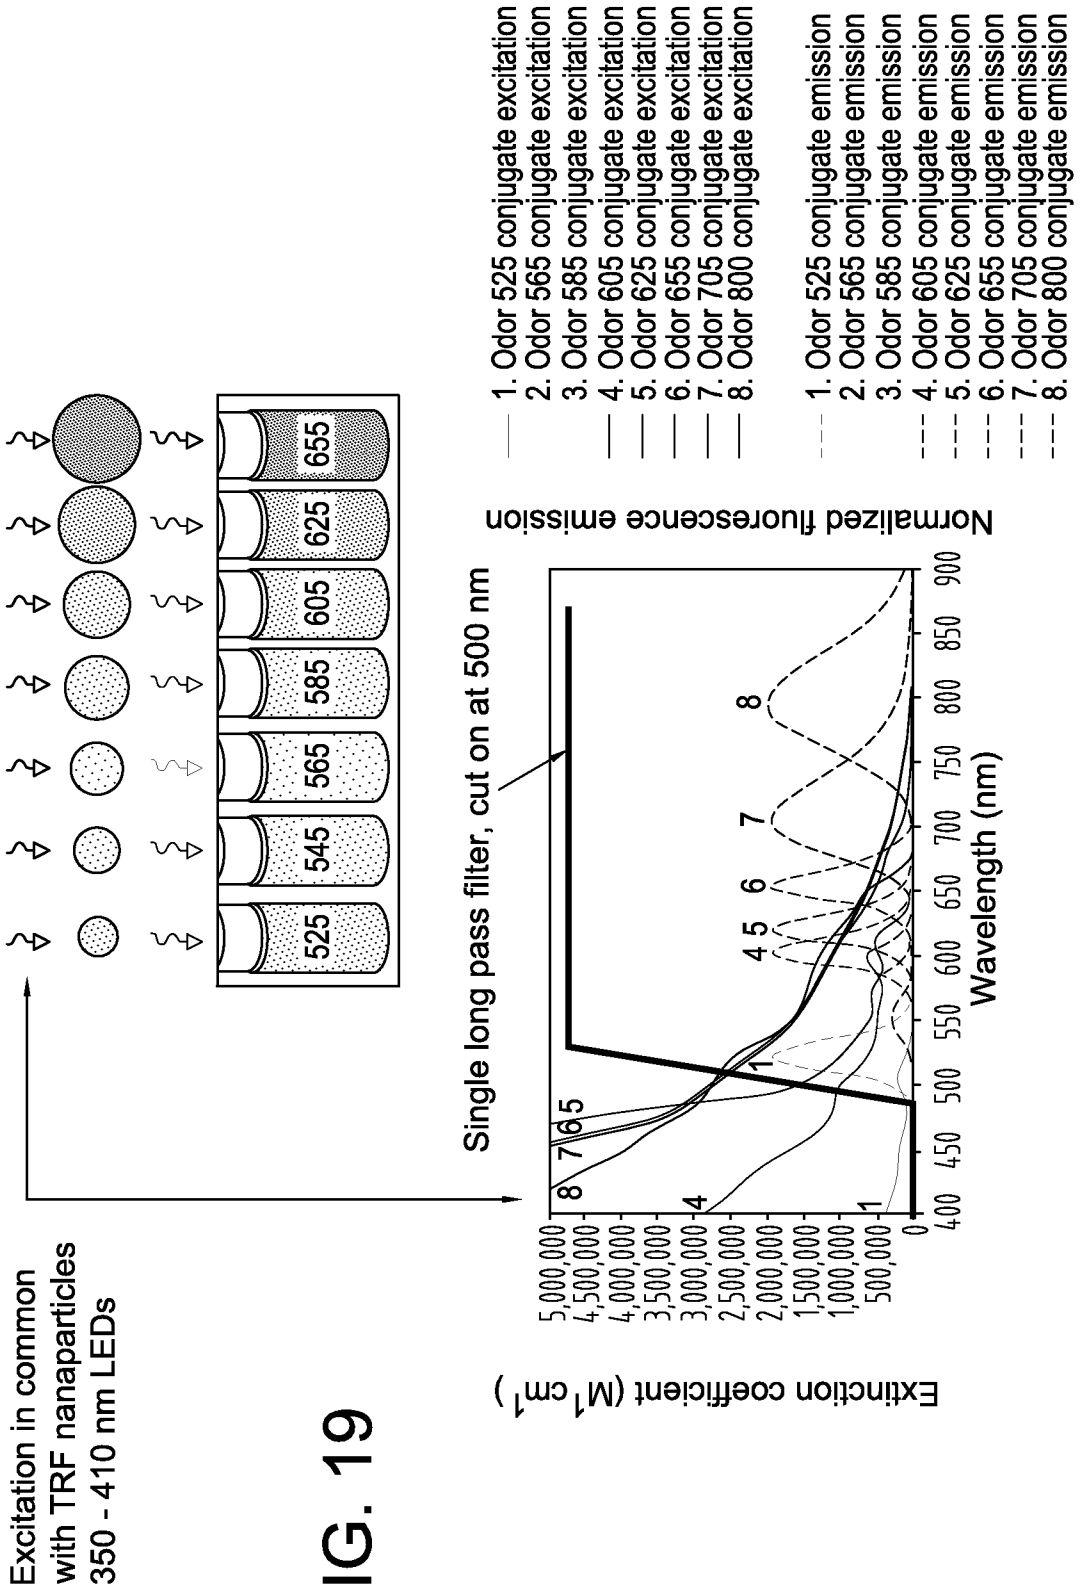 Excitation in common
with TRF nanaparticles
350 - 410 nm LEDs
525
545
565
585
605
625
655
IG. 19
Single long pass filter, cut on at 500 nm
Extinction coefficient (M1cm1)
5,000,000
4,500,000
4,000,000
3,500,000
3,000,000
2,500,000
2,000,000
1,500,000
1,000,000
500,000
0
8
7
6
5
4
1
1
4
5
6
7
8
400
450
500
550
600
650
700
750
800
850
900
Wavelength (nm)
Normalized fluorescence emission
1. Odor 525 conjugate excitation
2. Odor 565 conjugate excitation
3. Odor 585 conjugate excitation
4. Odor 605 conjugate excitation
5. Odor 625 conjugate excitation
6. Odor 655 conjugate excitation
7. Odor 705 conjugate excitation
8. Odor 800 conjugate excitation
1. Odor 525 conjugate emission
2. Odor 565 conjugate emission
3. Odor 585 conjugate emission
4. Odor 605 conjugate emission
5. Odor 625 conjugate emission
6. Odor 655 conjugate emission
7. Odor 705 conjugate emission
8. Odor 800 conjugate emission